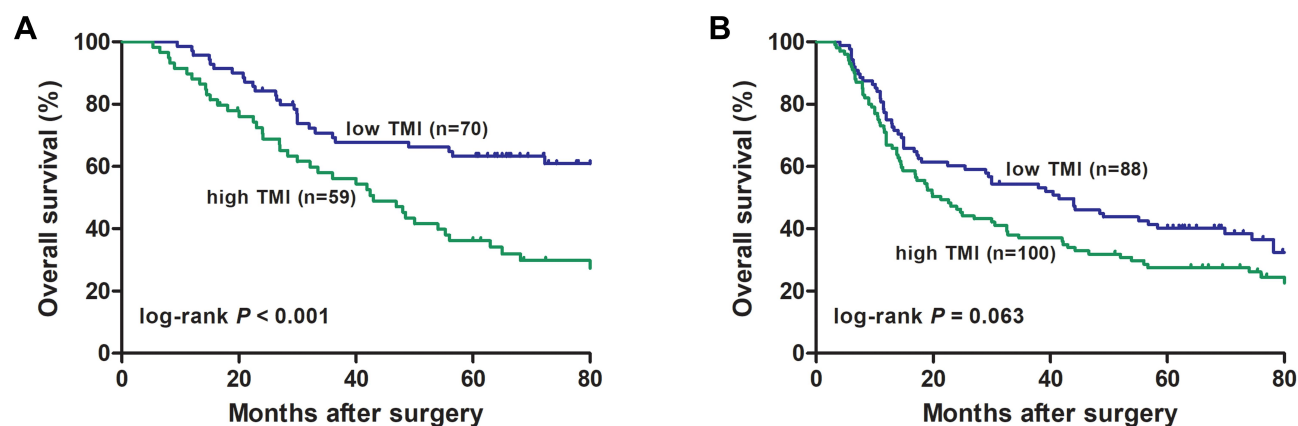 A
Overall survival (%)
100
80
60
40
20
0
low TMI (n=70)
high TMI (n=59)
log-rank P < 0.001
0 20 40 60 80
Months after surgery
B
Overall survival (%)
100
80
60
40
20
0
low TMI (n=88)
high TMI (n=100)
log-rank P = 0.063
0 20 40 60 80
Months after surgery